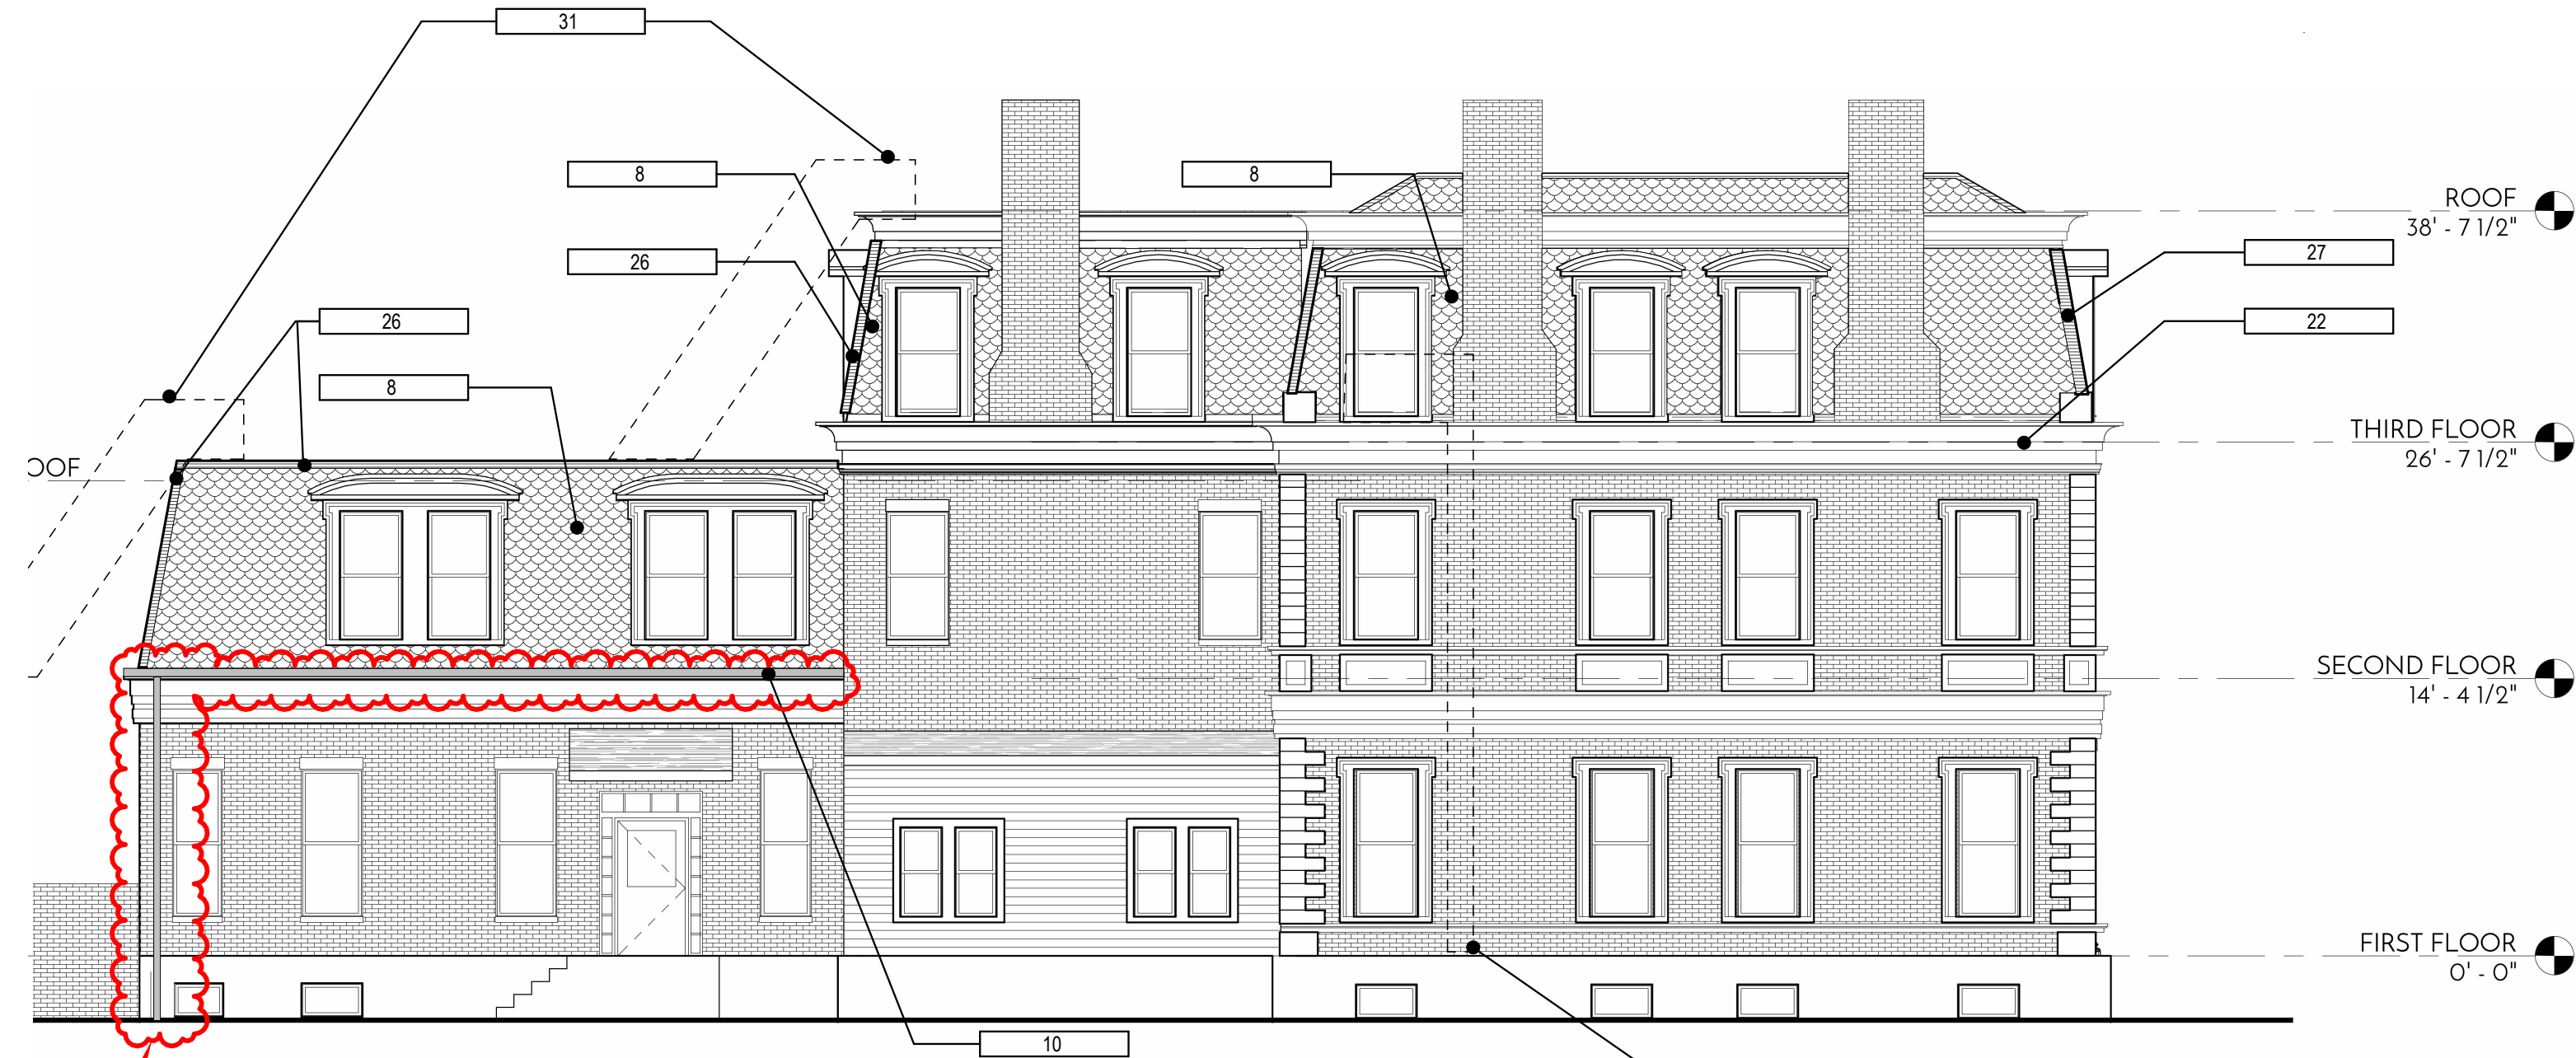 31
8
8
ROOF
38' - 7 1/2"
27
26
26
22
8
THIRD FLOOR
26' - 7 1/2"
OOF
SECOND FLOOR
14' - 4 1/2"
FIRST FLOOR
0' - 0"
10